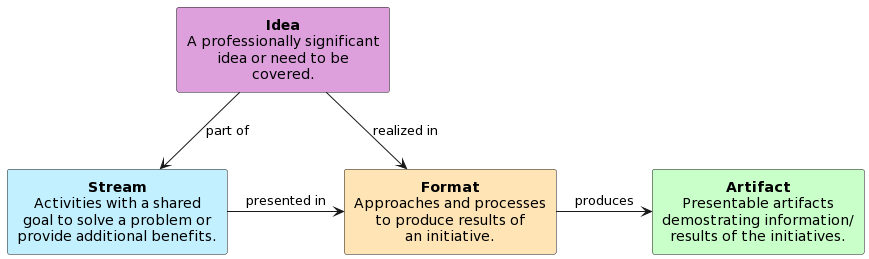 Idea
A professionally significant
idea or need to be
covered.
part of
realized in
Stream
Activities with a shared
goal to solve a problem or
provide additional benefits.
presented in
Format
Approaches and processes
to produce results of
an initiative.
produces
Artifact
Presentable artifacts
demostrating information/
results of the initiatives.